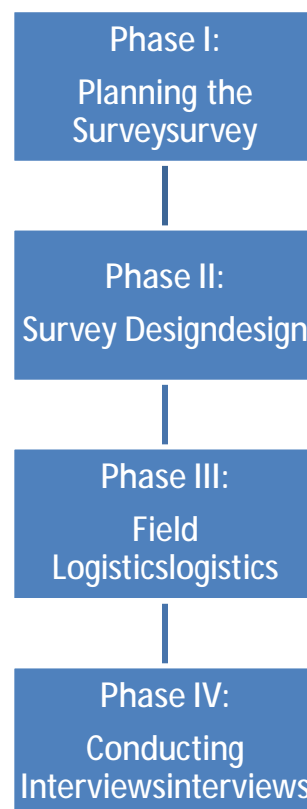 Phase I:
Planning the
Surveysurvey
Phase II:
Survey Designdesign
Phase III:
Field
Logisticslogistics
Phase IV:
Conducting
Interviewsinterviews